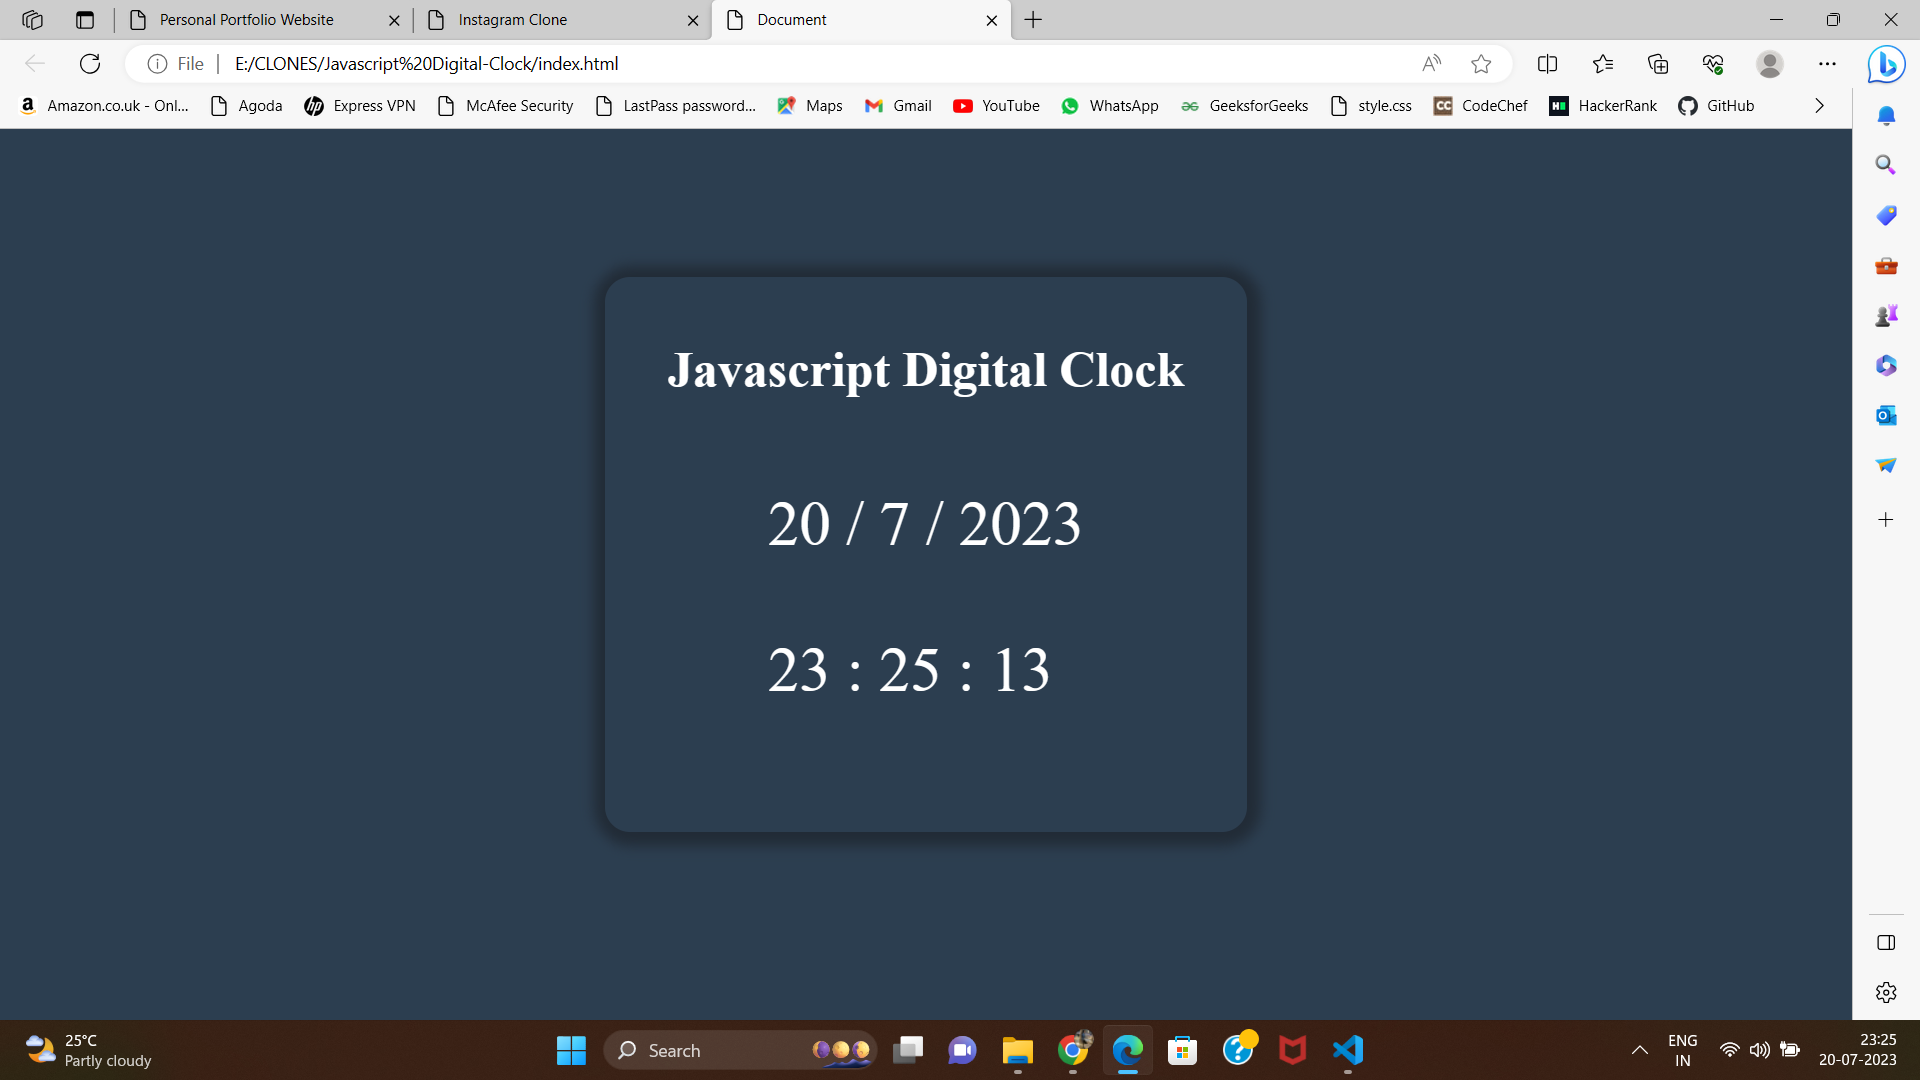 Personal Portfolio Website
Instagram Clone
Document
File
E:/CLONES/Javascript%20Digital-Clock/index.html
Amazon.co.uk - Onl...
Agoda
Express VPN
McAfee Security
LastPass password...
Maps
Gmail
YouTube
WhatsApp
GeeksforGeeks
style.css
CodeChef
HackerRank
GitHub
Javascript Digital Clock
20 / 7 / 2023
23 : 25 : 13
25°C
Partly cloudy
Search
ENG
IN
23:25
20-07-2023